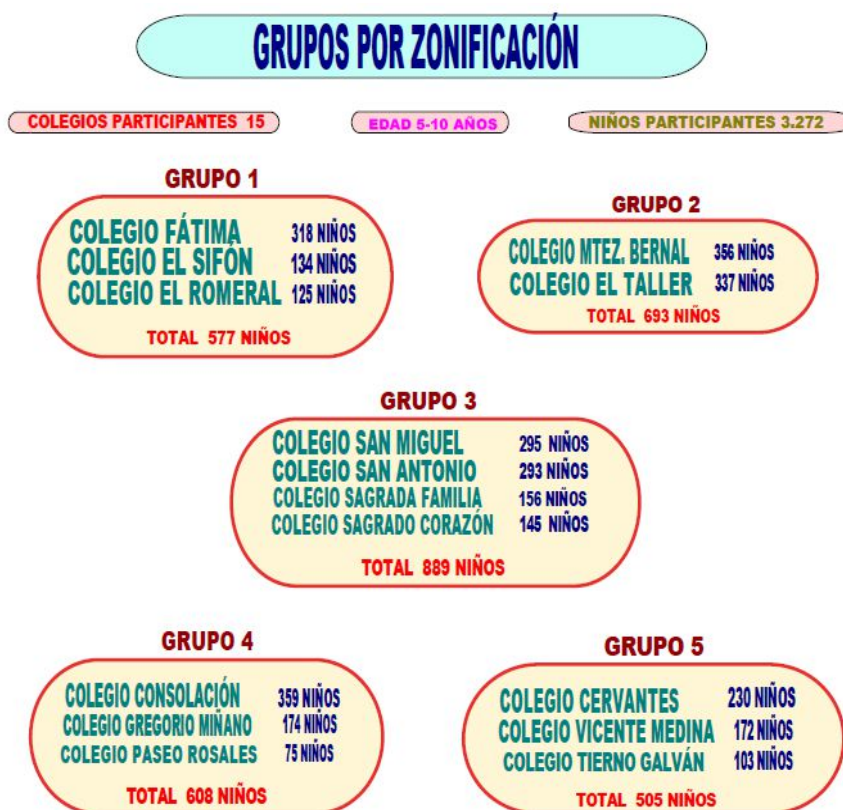 GRUPOS POR ZONIFICACIÓN
COLEGIOS PARTICIPANTES 15
EDAD 5-10 AÑOS
NIÑOS PARTICIPANTES 3.272
GRUPO 1
COLEGIO FÁTIMA 318 NIÑOS
COLEGIO EL SIFÓN 134 NIÑOS
COLEGIO EL ROMERAL 125 NIÑOS
TOTAL 577 NIÑOS
GRUPO 2
COLEGIO MTEZ. BERNAL 356 NIÑOS
COLEGIO EL TALLER 337 NIÑOS
TOTAL 693 NIÑOS
GRUPO 3
COLEGIO SAN MIGUEL 295 NIÑOS
COLEGIO SAN ANTONIO 293 NIÑOS
COLEGIO SAGRADA FAMILIA 156 NIÑOS
COLEGIO SAGRADO CORAZÓN 145 NIÑOS
TOTAL 889 NIÑOS
GRUPO 4
COLEGIO CONSOLACIÓN 359 NIÑOS
COLEGIO GREGORIO MIÑANO 174 NIÑOS
COLEGIO PASEO ROSALES 75 NIÑOS
TOTAL 608 NIÑOS
GRUPO 5
COLEGIO CERVANTES 230 NIÑOS
COLEGIO VICENTE MEDINA 172 NIÑOS
COLEGIO TIERNO GALVÁN 103 NIÑOS
TOTAL 505 NIÑOS